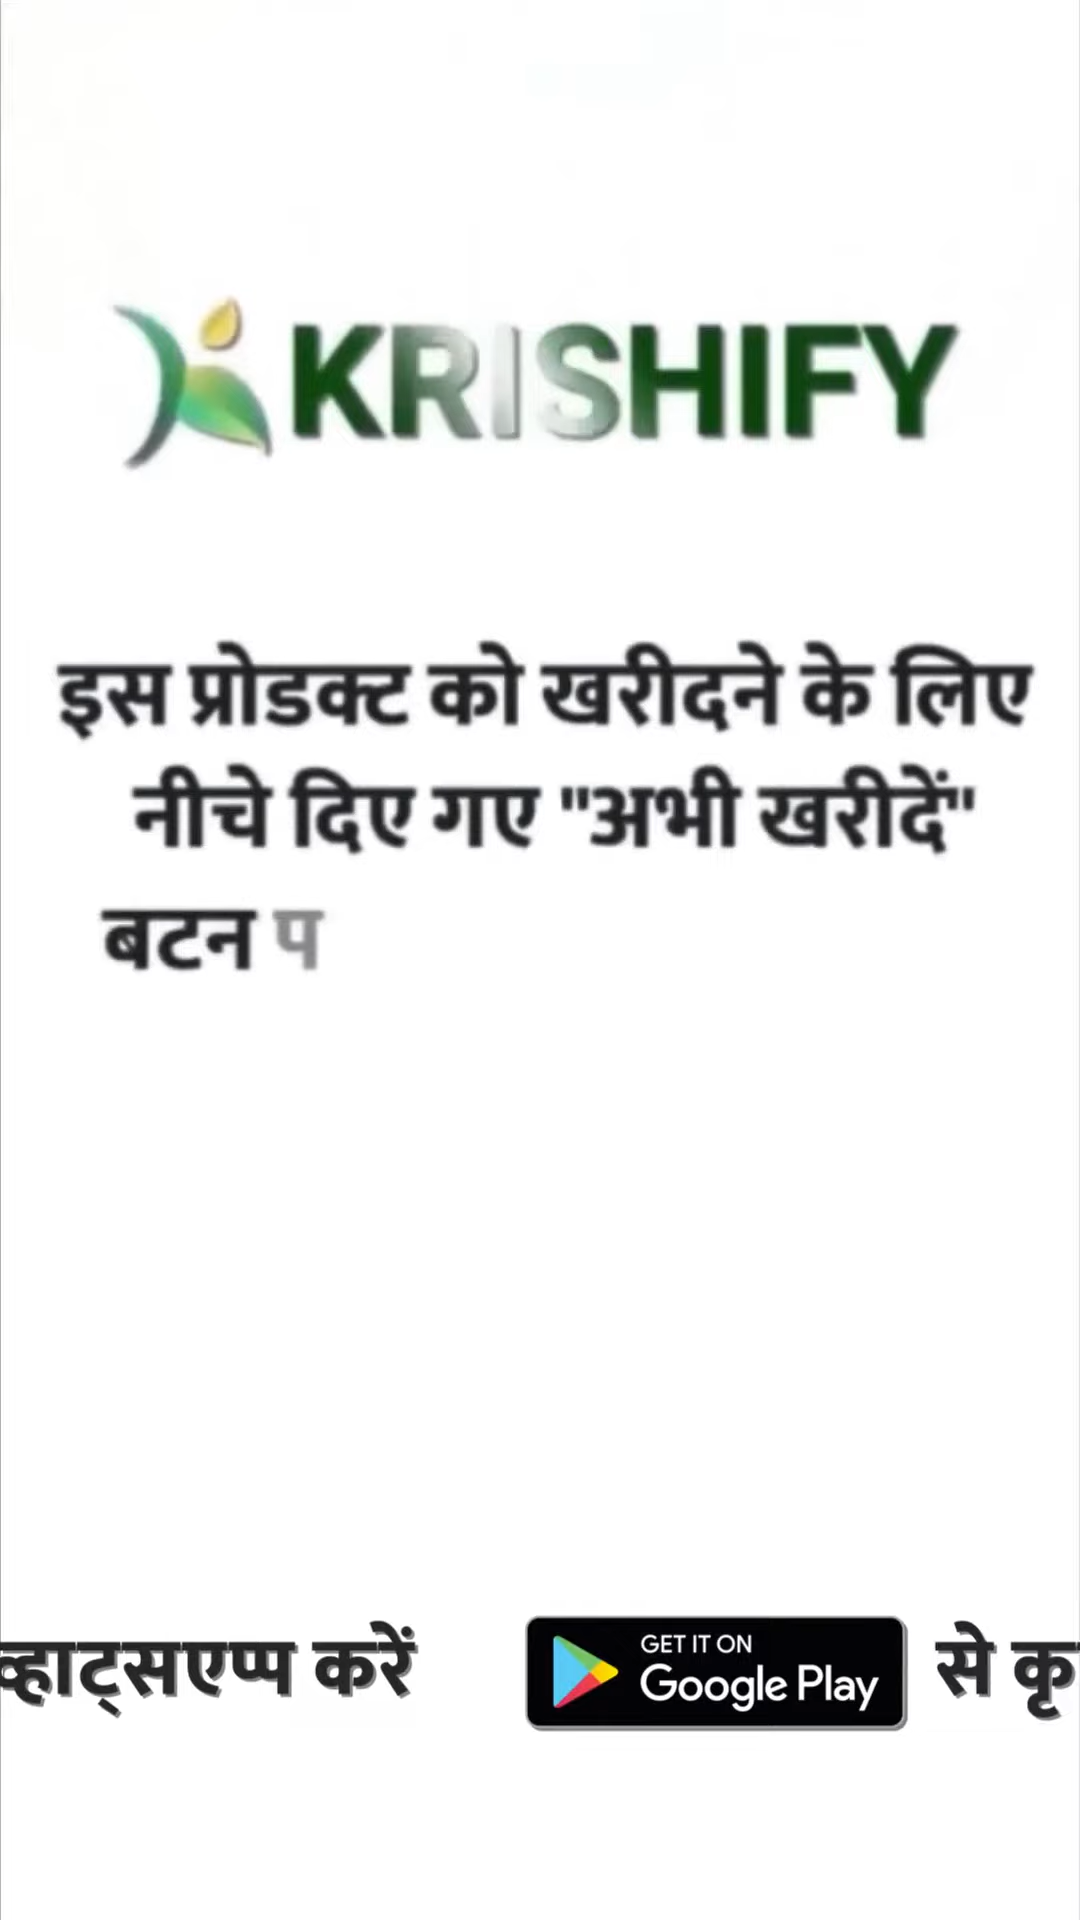 KRISHIFY
इस प्रोडक्ट को खरीदने के लिए
नीचे दिए गए "अभी खरीदें"
बटन प
व्हाट्सएप्प करें GET IT ON Google Play से कृ